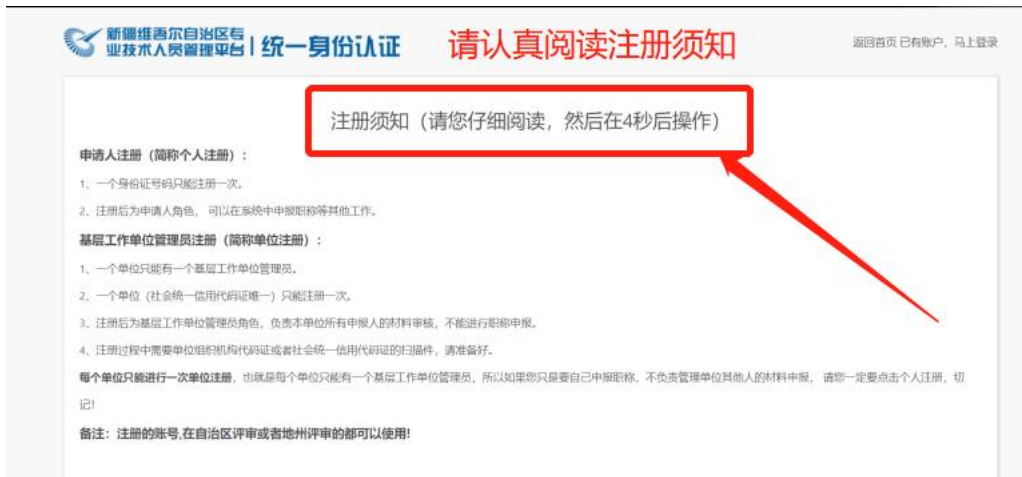 新疆维吾尔自治区专
业技术人员管理平台 | 统一身份认证
请认真阅读注册须知
返回首页 已有账户，马上登录
注册须知（请您仔细阅读，然后在4秒后操作）
申请人注册（简称个人注册）：
1、一个身份证号码只能注册一次。
2、注册后为申请人角色， 可以在系统中申报职称等其他工作。
基层工作单位管理员注册（简称单位注册）：
1、一个单位只能有一个基层工作单位管理员。
2、一个单位（社会统一信用代码证唯一）只能注册一次。
3、注册后为基层工作单位管理员角色，负责本单位所有申报人的材料审核，不能进行职称申报。
4、注册过程中需要单位组织机构代码证或者社会统一信用代码证的扫描件，请准备好。
每个单位只能进行一次单位注册，也就是每个单位只能有一个基层工作单位管理员，所以如果您只是要自己申报职称，不负责管理单位其他人的材料申报， 请您一定要点击个人注册，切
记！
备注：注册的账号,在自治区评审或者地州评审的都可以使用!